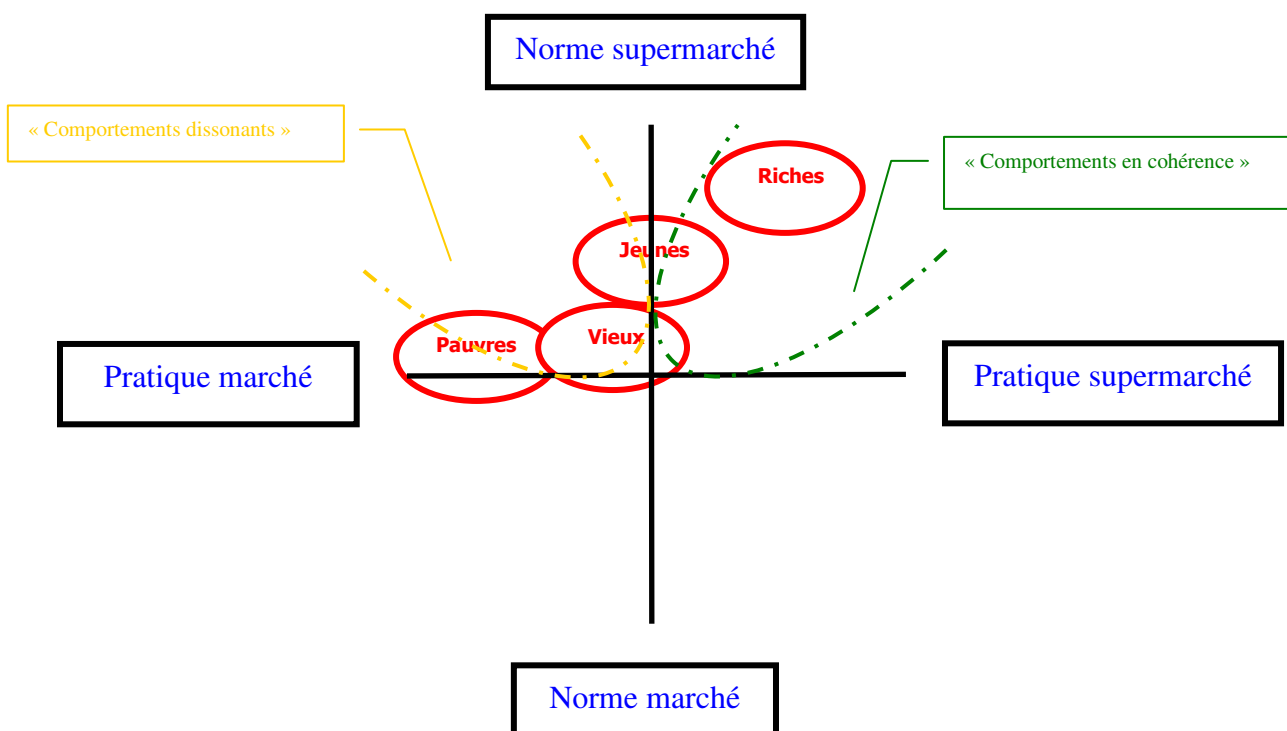 Norme supermarché
« Comportements dissonants »
« Comportements en cohérence »
Riches
Jeunes
Vieux
Pauvres
Pratique marché
Pratique supermarché
Norme marché